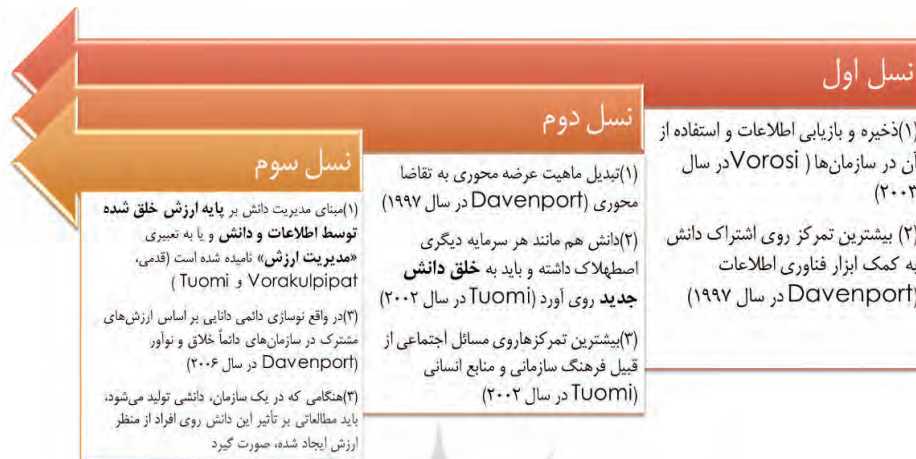 نسل اول
(۱)ذخیره و بازیابی اطلاعات و استفاده از
آن در سازمان‌ها ( Vorosi در سال
۲۰۰۲)
(۲) بیشترین تمرکز روی اشتراک دانش
به کمک ابزار فناوری اطلاعات
(Davenport در سال ۱۹۹۷)
نسل دوم
(۱)تبدیل ماهیت عرضه محوری به تقاضا
محوری (Davenport در سال ۱۹۹۷)
(۲)دانش هم مانند هر سرمایه دیگری
اصطهلاک داشته و باید به خلق دانش
جدید روی آورد (Tuomi در سال ۲۰۰۲)
(۳)بیشترین تمرکزهاروی مسائل اجتماعی از
قبیل فرهنگ سازمانی و منابع انسانی
(Tuomi در سال ۲۰۰۲)
نسل سوم
(۱)مبنای مدیریت دانش بر پایه ارزش خلق شده
توسط اطلاعات و دانش و یا به تعبیری
«مدیریت ارزش» نامیده شده است (قدمی،
Vorakulpipat و Tuomi )
(۲)در واقع نوسازی دائمی دانایی بر اساس ارزش‌های
مشترک در سازمان‌های دائماً خلاق و نوآور
(Davenport در سال ۲۰۰۶)
(۳)هنگامی که در یک سازمان، دانشی تولید می‌شود،
باید مطالعاتی بر تأثیر این دانش روی افراد از منظر
ارزش ایجاد شده، صورت گیرد